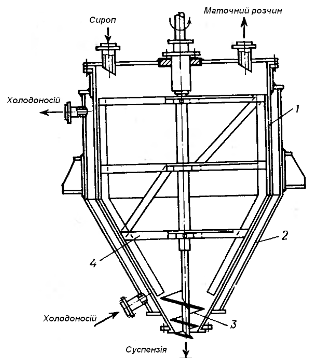 Сироп
Маточний розчин
Холодоносій
1
2
4
3
Холодоносій
Суспензія